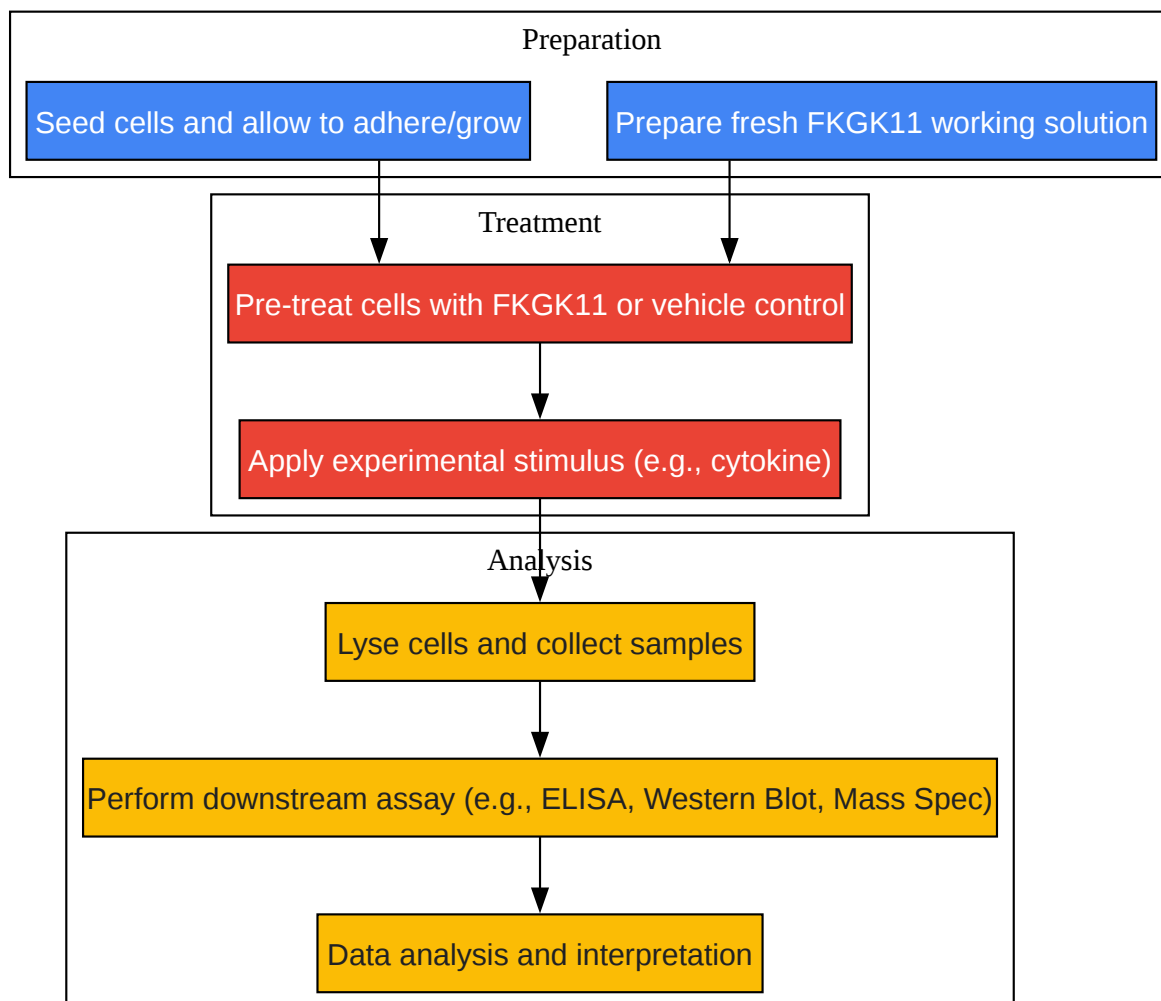 Preparation
Seed cells and allow to adhere/grow
Prepare fresh FKGK11 working solution
Treatment
Pre-treat cells with FKGK11 or vehicle control
Apply experimental stimulus (e.g., cytokine)
Analysis
Lyse cells and collect samples
Perform downstream assay (e.g., ELISA, Western Blot, Mass Spec)
Data analysis and interpretation